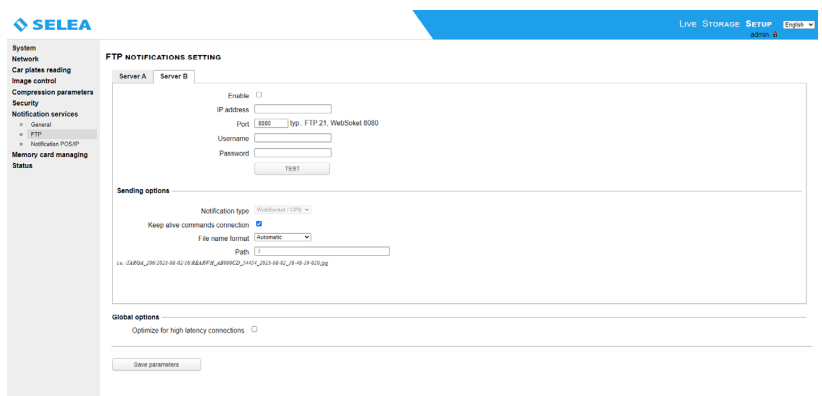 SELEA
LIVE STORAGE SETUP English
admin
System
Network
Car plates reading
Image control
Compression parameters
Security
Notification services
General
FTP
Notification POS/IP
Memory card managing
Status
FTP NOTIFICATIONS SETTING
Server A Server B
Enable
IP address
Port 8080 typ.. FTP 21, WebSoket 8080
Username
Password
TEST
Sending options
Notification type WebSocket / CPS
Keep alive commands connection
File name format Automatic
Path /
Global options
Optimize for high latency connections
Save parameters